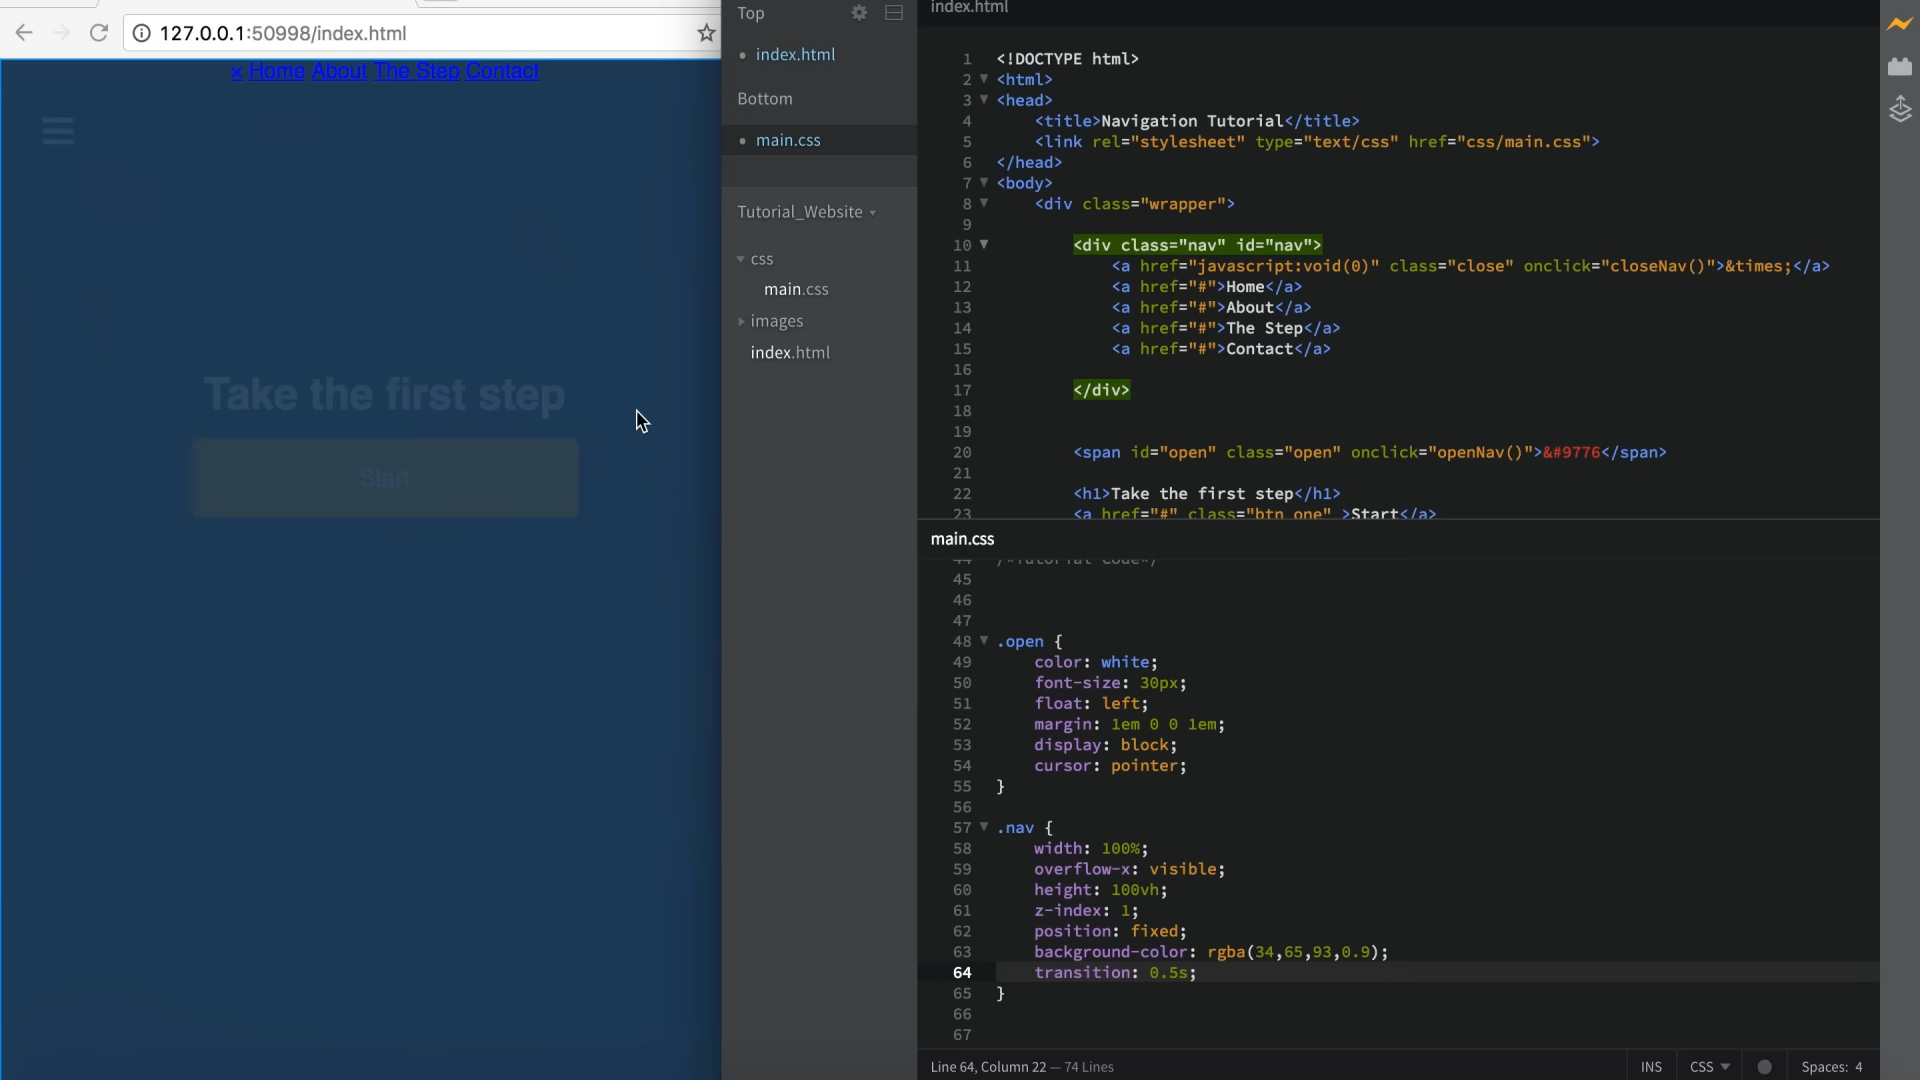 127.0.0.1:50998/index.html
× Home About The Step Contact
☰
Take the first step
Start
Top
index.html
Bottom
main.css
Tutorial_Website
css
main.css
images
index.html
index.html
1 <!DOCTYPE html>
2 <html>
3 <head>
4 <title>Navigation Tutorial</title>
5 <link rel="stylesheet" type="text/css" href="css/main.css">
6 </head>
7 <body>
8 <div class="wrapper">
9
10 <div class="nav" id="nav">
11 <a href="javascript:void(0)" class="close" onclick="closeNav()">&times;</a>
12 <a href="#">Home</a>
13 <a href="#">About</a>
14 <a href="#">The Step</a>
15 <a href="#">Contact</a>
16
17 </div>
18
19
20 <span id="open" class="open" onclick="openNav()">&#9776</span>
21
22 <h1>Take the first step</h1>
23 <a href="#" class="btn one" >Start</a>
main.css
44 /*Tutorial Code*/
45
46
47
48 .open {
49 color: white;
50 font-size: 30px;
51 float: left;
52 margin: 1em 0 0 1em;
53 display: block;
54 cursor: pointer;
55 }
56
57 .nav {
58 width: 100%;
59 overflow-x: visible;
60 height: 100vh;
61 z-index: 1;
62 position: fixed;
63 background-color: rgba(34,65,93,0.9);
64 transition: 0.5s;
65 }
66
67
Line 64, Column 22 — 74 Lines
INS
CSS
Spaces: 4